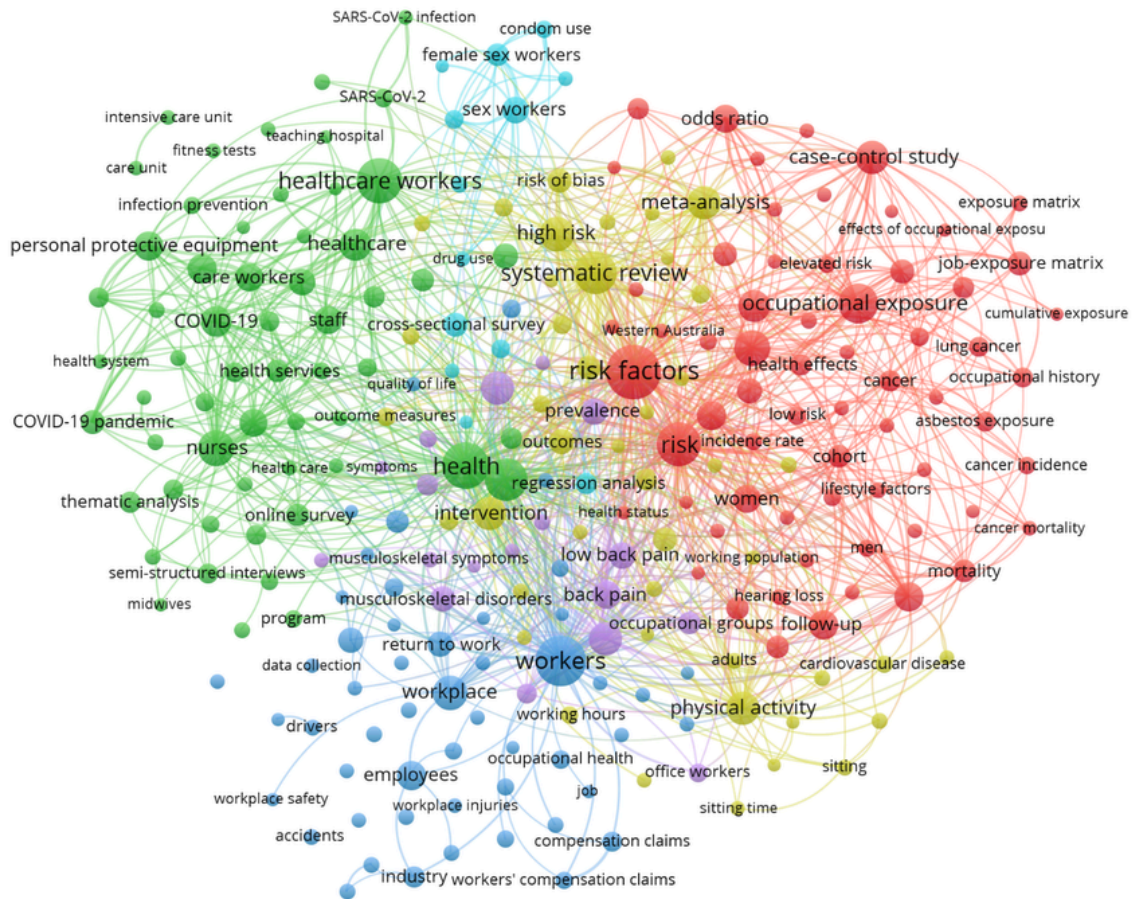 SARS-CoV-2 infection
condom use
female sex workers
SARS-CoV-2
sex workers
intensive care unit
odds ratio
teaching hospital
fitness tests
case-control study
care unit
healthcare workers
risk of bias
meta-analysis
infection prevention
exposure matrix
high risk
effects of occupational exposu
personal protective equipment
healthcare
drug use
elevated risk
job-exposure matrix
care workers
systematic review
occupational exposure
cumulative exposure
COVID-19
staff
cross-sectional survey
Western Australia
lung cancer
health system
health services
quality of life
risk factors
health effects
cancer
occupational history
outcome measures
prevalence
low risk
asbestos exposure
COVID-19 pandemic
nurses
outcomes
risk
incidence rate
cohort
health care
symptoms
health
regression analysis
cancer incidence
lifestyle factors
thematic analysis
online survey
intervention
health status
women
cancer mortality
musculoskeletal symptoms
low back pain
working population
men
semi-structured interviews
mortality
midwives
musculoskeletal disorders
back pain
hearing loss
program
occupational groups
follow-up
return to work
data collection
workers
adults
cardiovascular disease
workplace
physical activity
drivers
working hours
occupational health
office workers
sitting
employees
job
workplace safety
workplace injuries
sitting time
accidents
compensation claims
industry
workers' compensation claims